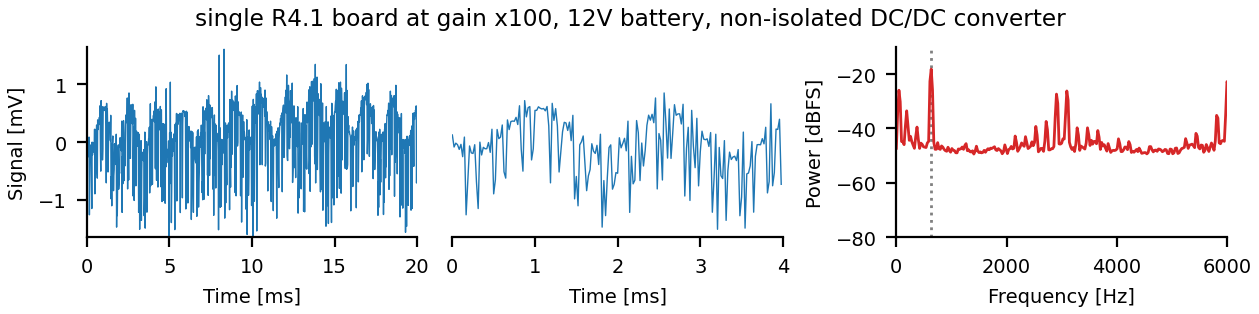 single R4.1 board at gain x100, 12V battery, non-isolated DC/DC converter
Signal [mV]
1
0
−1
0 5 10 15 20
Time [ms]
0 1 2 3 4
Time [ms]
Power [dBFS]
−20
−40
−60
−80
0 2000 4000 6000
Frequency [Hz]